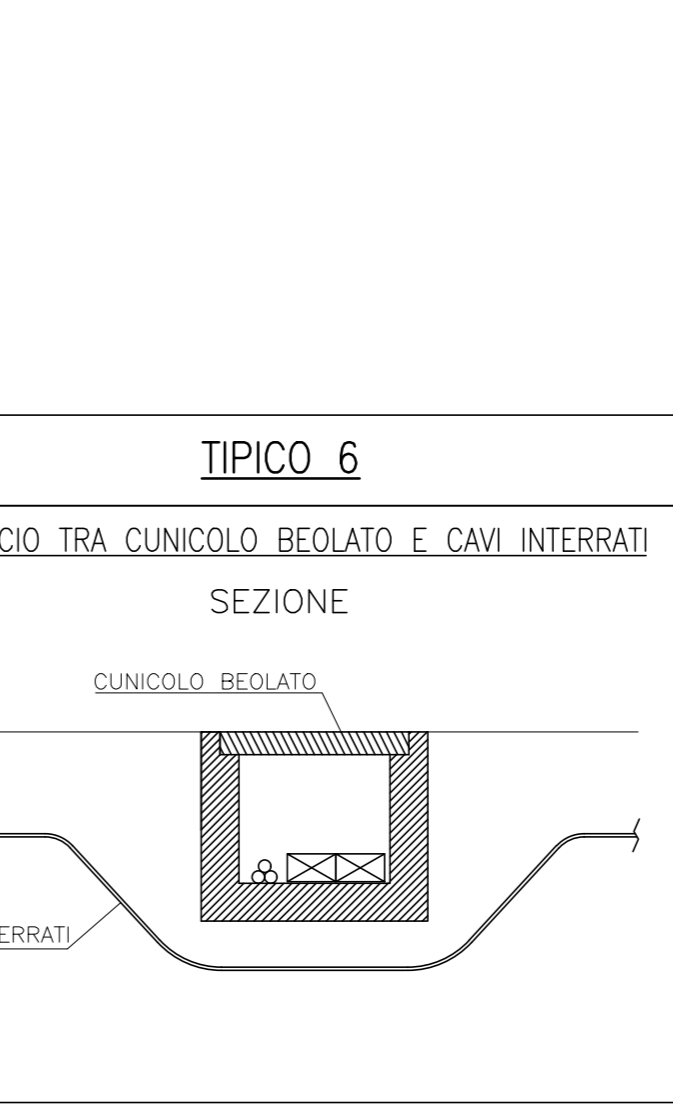 TIPICO 6
CIO TRA CUNICOLO BEOLATO E CAVI INTERRATI
SEZIONE
CUNICOLO BEOLATO
ERRATI